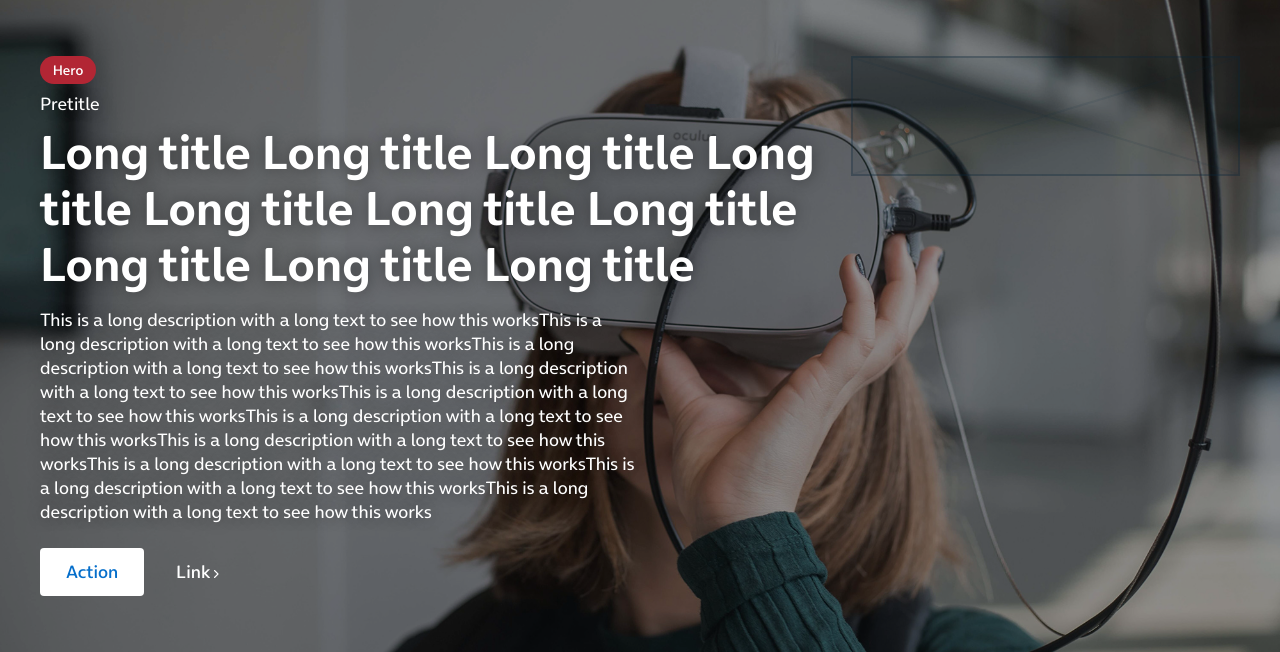 Hero
Pretitle
oculu
Long title Long title Long title Long
title Long title Long title Long title
Long title Long title Long title
This is a long description with a long text to see how this worksThis is a
long description with a long text to see how this worksThis is a long
description with a long text to see how this worksThis is a long description
with a long text to see how this worksThis is a long description with a long
text to see how this worksThis is a long description with a long text to see
how this worksThis is a long description with a long text to see how this
worksThis is a long description with a long text to see how this worksThis is
a long description with a long text to see how this worksThis is a long
description with a long text to see how this works
Action
Link ›